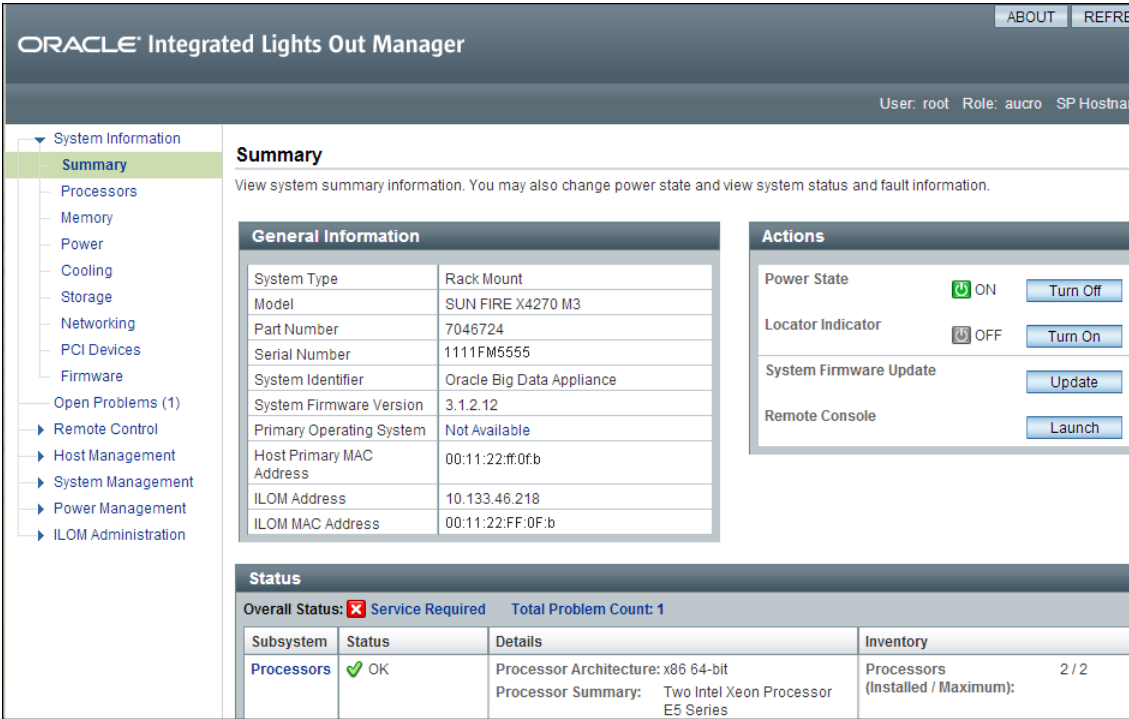 ABOUT REFRE
ORACLE Integrated Lights Out Manager
User: root Role: aucro SP Hostna
System Information
Summary
Processors
Memory
Power
Cooling
Storage
Networking
PCI Devices
Firmware
Open Problems (1)
Remote Control
Host Management
System Management
Power Management
ILOM Administration
Summary
View system summary information. You may also change power state and view system status and fault information.
General Information
System Type Rack Mount
Model SUN FIRE X4270 M3
Part Number 7046724
Serial Number 1111FM5555
System Identifier Oracle Big Data Appliance
System Firmware Version 3.1.2.12
Primary Operating System Not Available
Host Primary MAC
Address 00:11:22:ff:0f:b
ILOM Address 10.133.46.218
ILOM MAC Address 00:11:22:FF:0F:b
Actions
Power State ON Turn Off
Locator Indicator OFF Turn On
System Firmware Update Update
Remote Console Launch
Status
Overall Status: Service Required Total Problem Count: 1
Subsystem Status Details Inventory
Processors OK Processor Architecture: x86 64-bit Processors 2 / 2
(Installed / Maximum):
Processor Summary: Two Intel Xeon Processor
E5 Series